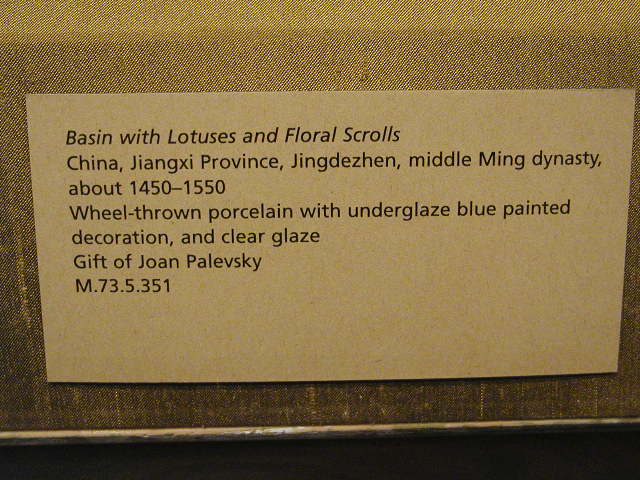 Basin with Lotuses and Floral Scrolls
China, Jiangxi Province, Jingdezhen, middle Ming dynasty,
about 1450–1550
Wheel-thrown porcelain with underglaze blue painted
decoration, and clear glaze
Gift of Joan Palevsky
M.73.5.351